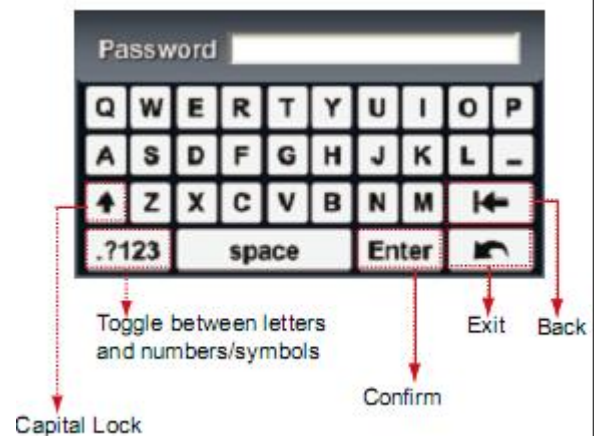 Password
Q W E R T Y U I O P
A S D F G H J K L _
Z X C V B N M
.?123 space Enter
Toggle between letters
and numbers/symbols
Exit Back
Confirm
Capital Lock